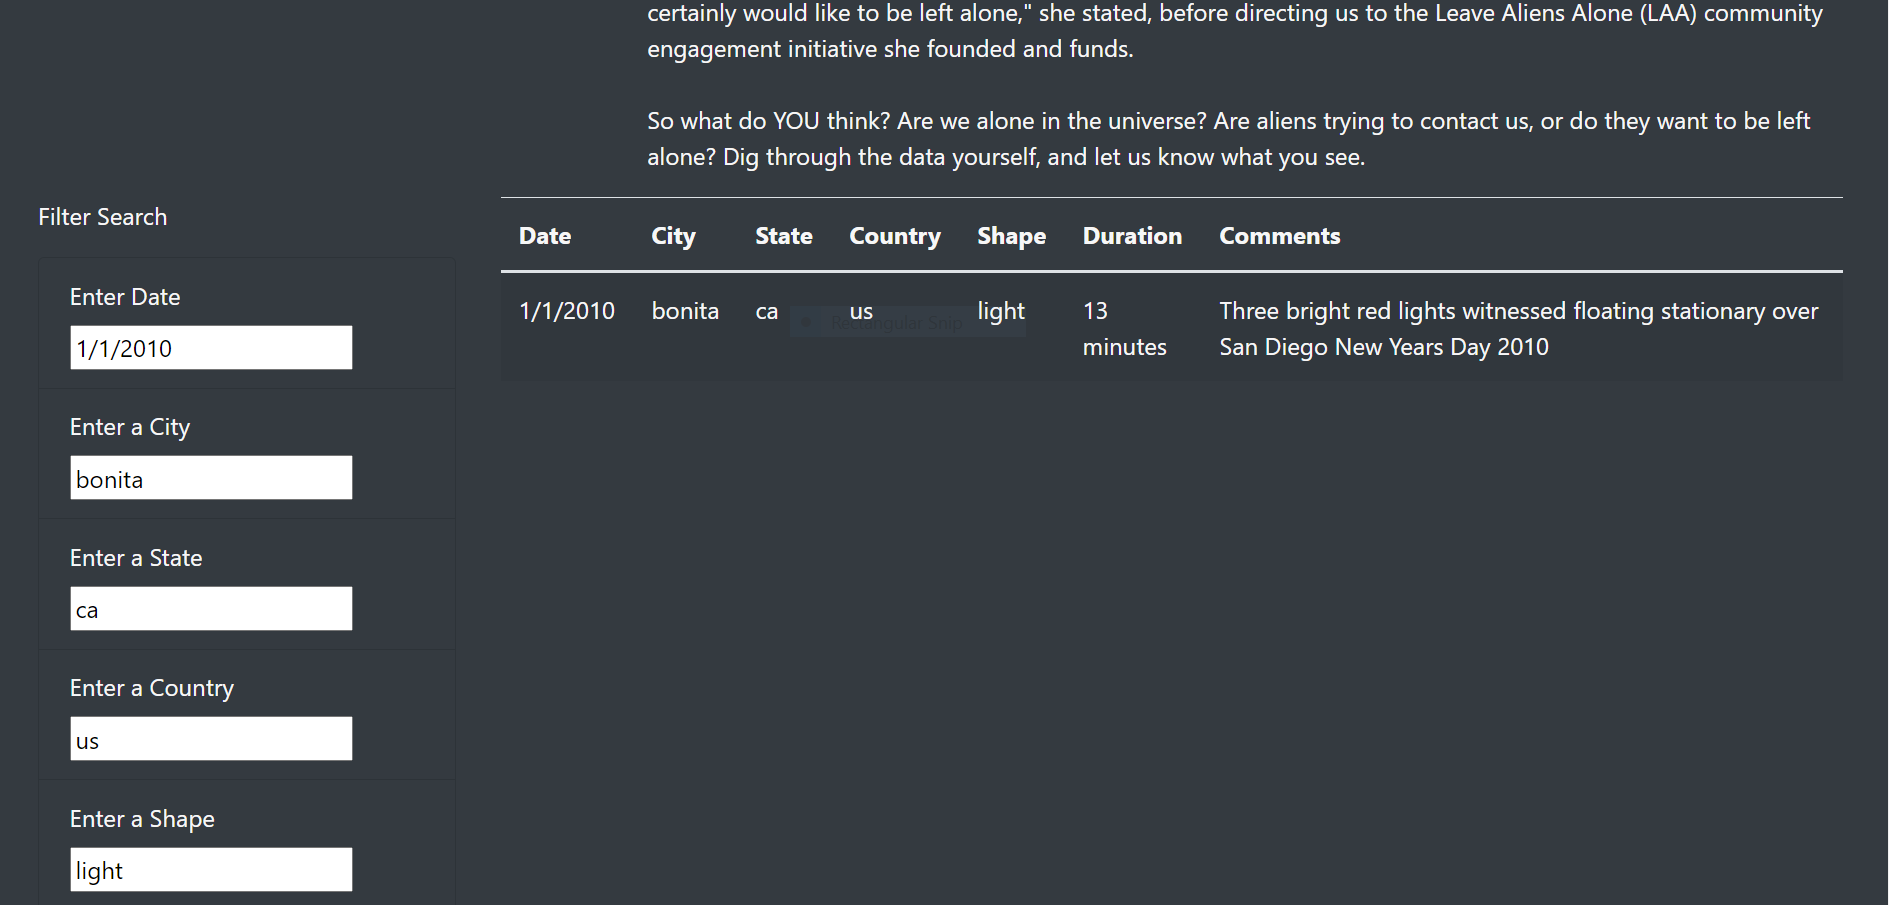 certainly would like to be left alone," she stated, before directing us to the Leave Aliens Alone (LAA) community
engagement initiative she founded and funds.
So what do YOU think? Are we alone in the universe? Are aliens trying to contact us, or do they want to be left
alone? Dig through the data yourself, and let us know what you see.
Filter Search
Enter Date
1/1/2010
Enter a City
bonita
Enter a State
ca
Enter a Country
us
Enter a Shape
light
Date City State Country Shape Duration Comments
1/1/2010 bonita ca us light 13 Three bright red lights witnessed floating stationary over
minutes San Diego New Years Day 2010
Rectangular Snip